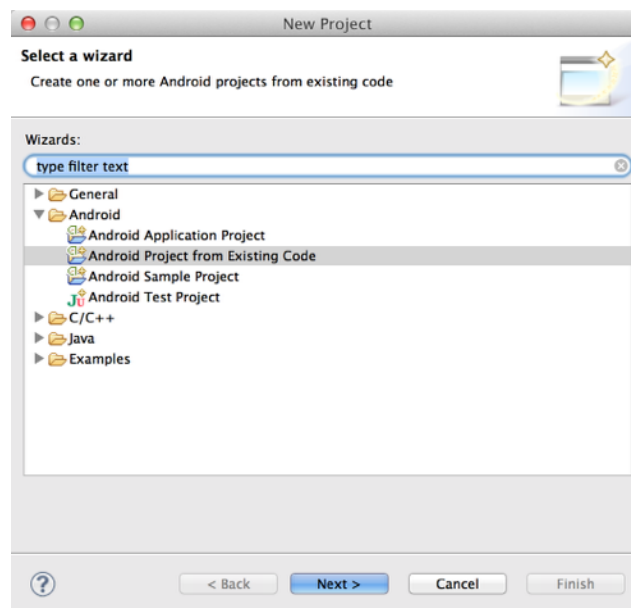 New Project
Select a wizard
Create one or more Android projects from existing code
Wizards:
type filter text
General
Android
Android Application Project
Android Project from Existing Code
Android Sample Project
Android Test Project
C/C++
Java
Examples
? < Back Next > Cancel Finish